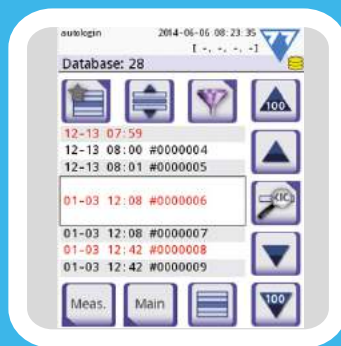 autologin 2014-06-06 08:23:35
[ -, -, -, -]
Database: 28
100
12-13 07:59
12-13 08:00 #0000004
12-13 08:01 #0000005
01-03 12:08 #0000006
01-03 12:08 #0000007
01-03 12:42 #0000008
01-03 12:42 #0000009
Meas. Main 100